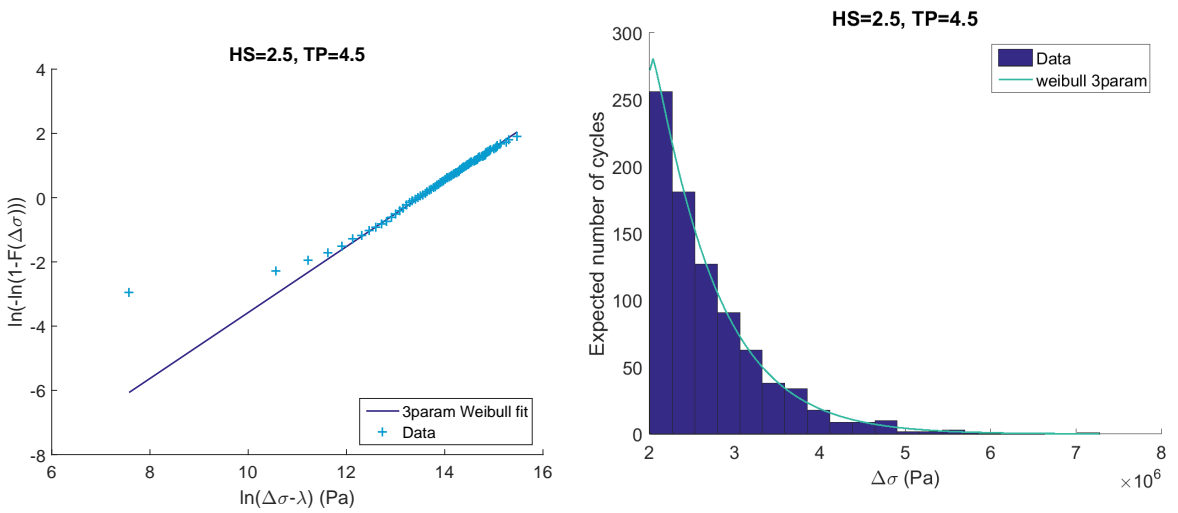 HS=2.5, TP=4.5
4
2
0
-2
-4
-6
-8
6
8
10
12
14
16
ln(-ln(1-F(Δσ)))
ln(Δσ-λ) (Pa)
3param Weibull fit
Data
HS=2.5, TP=4.5
300
250
200
150
100
50
0
2
3
4
5
6
7
8
×10⁶
Expected number of cycles
Δσ (Pa)
Data
weibull 3param